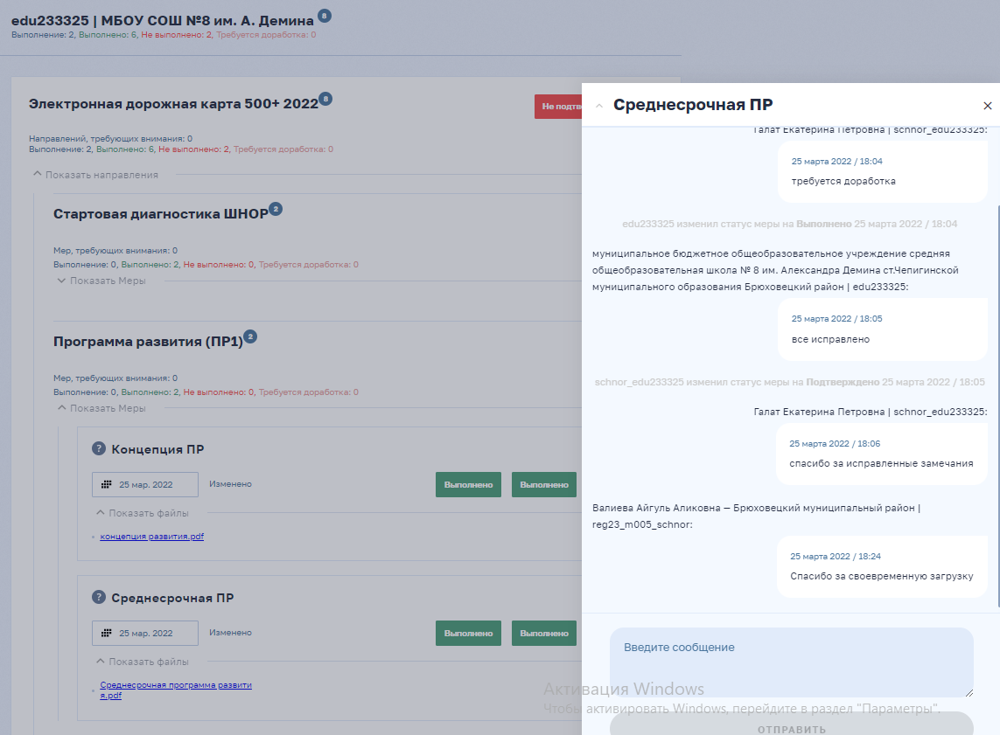 edu233325 | МБОУ СОШ №8 им. А. Демина 8
Выполнение: 2, Выполнено: 6, Не выполнено: 2, Требуется доработка: 0
Электронная дорожная карта 500+ 2022 8
Не подтве
Направлений, требующих внимания: 0
Выполнение: 2, Выполнено: 6, Не выполнено: 2, Требуется доработка: 0
Показать направления
Стартовая диагностика ШНОР 2
Мер, требующих внимания: 0
Выполнение: 0, Выполнено: 2, Не выполнено: 0, Требуется доработка: 0
Показать Меры
Программа развития (ПР1) 2
Мер, требующих внимания: 0
Выполнение: 0, Выполнено: 2, Не выполнено: 0, Требуется доработка: 0
Показать Меры
? Концепция ПР
25 мар. 2022 Изменено Выполнено Выполнено
Показать файлы
концепция развития.pdf
? Среднесрочная ПР
25 мар. 2022 Изменено Выполнено Выполнено
Показать файлы
Среднесрочная программа развити
я.pdf
Среднесрочная ПР
Галат Екатерина Петровна | schnor_edu233325:
25 марта 2022 / 18:04
требуется доработка
edu233325 изменил статус меры на Выполнено 25 марта 2022 / 18:04
муниципальное бюджетное общеобразовательное учреждение средняя
общеобразовательная школа № 8 им. Александра Демина ст.Чепигинской
муниципального образования Брюховецкий район | edu233325:
25 марта 2022 / 18:05
все исправлено
schnor_edu233325 изменил статус меры на Подтверждено 25 марта 2022 / 18:05
Галат Екатерина Петровна | schnor_edu233325:
25 марта 2022 / 18:06
спасибо за исправленные замечания
Валиева Айгуль Аликовна — Брюховецкий муниципальный район |
reg23_m005_schnor:
25 марта 2022 / 18:24
Спасибо за своевременную загрузку
Введите сообщение
Активация Windows
Чтобы активировать Windows, перейдите в раздел "Параметры".
ОТПРАВИТЬ